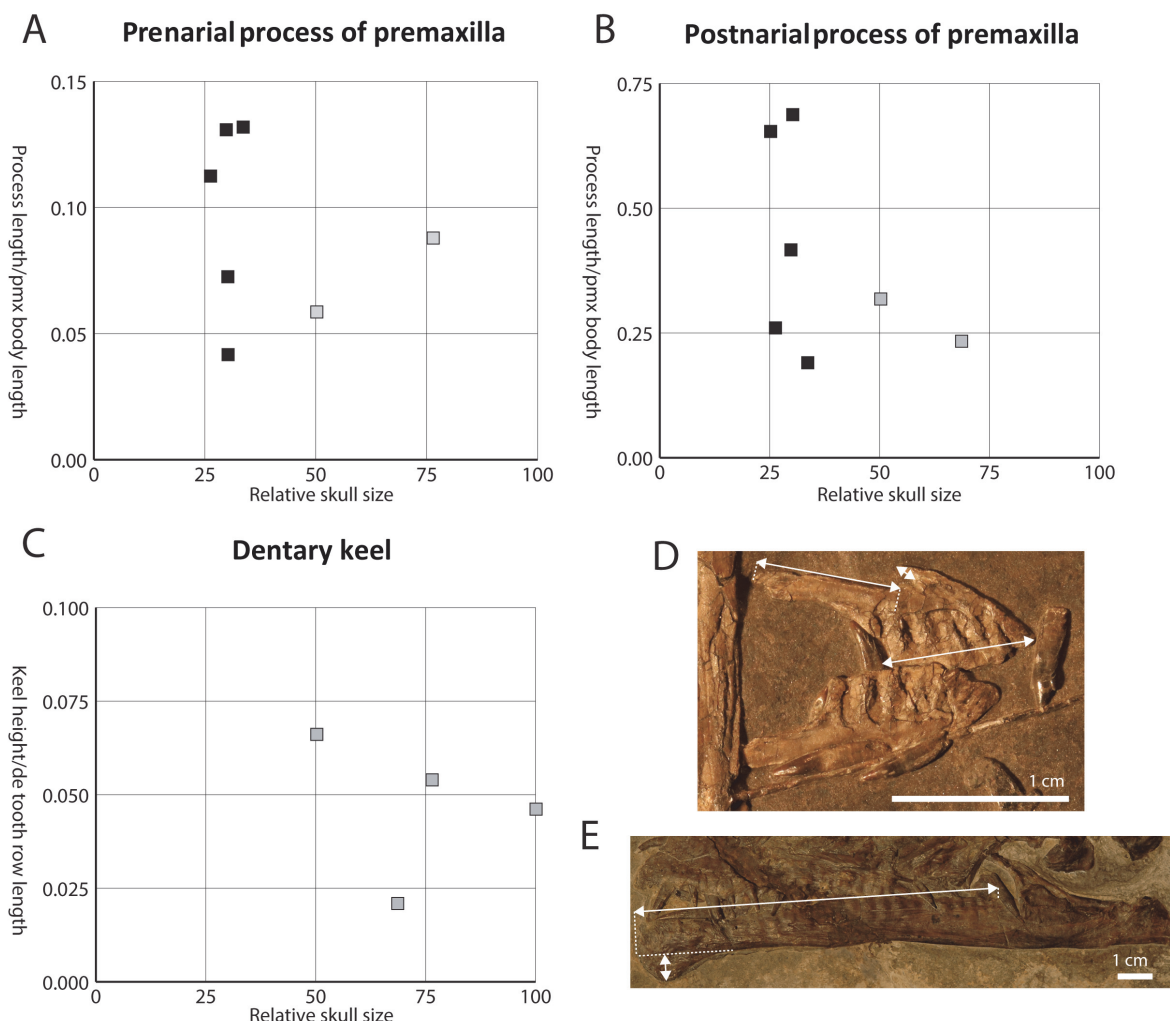 A
Prenarial process of premaxilla
Process length/pmx body length
0.15
0.10
0.05
0.00
0
25
50
75
100
Relative skull size
B
Postnarial process of premaxilla
Process length/pmx body length
0.75
0.50
0.25
0.00
0
25
50
75
100
Relative skull size
C
Dentary keel
Keel height/de tooth row length
0.100
0.075
0.050
0.025
0.000
0
25
50
75
100
Relative skull size
D
1 cm
E
1 cm